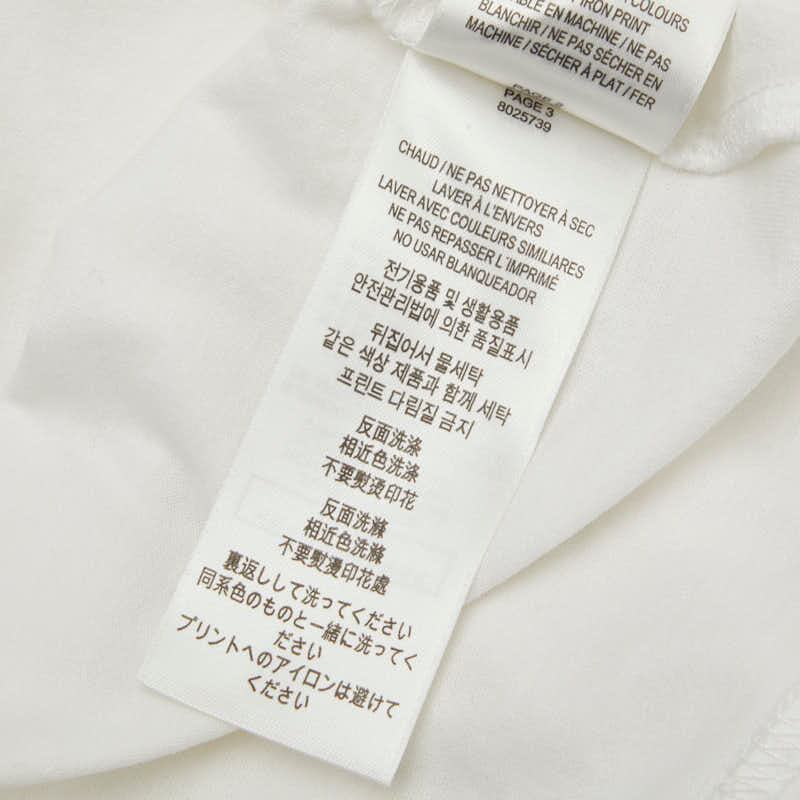 COLOURS
IRON PRINT
BLE EN MACHINE / NE PAS
BLANCHIR / NE PAS SÉCHER EN
MACHINE / SÉCHER À PLAT / FER
PAGE 3
8025739
CHAUD / NE PAS NETTOYER À SEC
LAVER À L'ENVERS
LAVER AVEC COULEURS SIMILIARES
NE PAS REPASSER L'IMPRIMÉ
NO USAR BLANQUEADOR
전기용품 및 생활용품
안전관리법에 의한 품질표시
뒤집어서 물세탁
같은 색상 제품과 함께 세탁
프린트 다림질 금지
反面洗涤
相近色洗涤
不要熨烫印花
反面洗滌
相近色洗滌
不要熨燙印花處
裏返しして洗ってください
同系色のものと一緒に洗ってく
ださい
プリントへのアイロンは避けて
ください